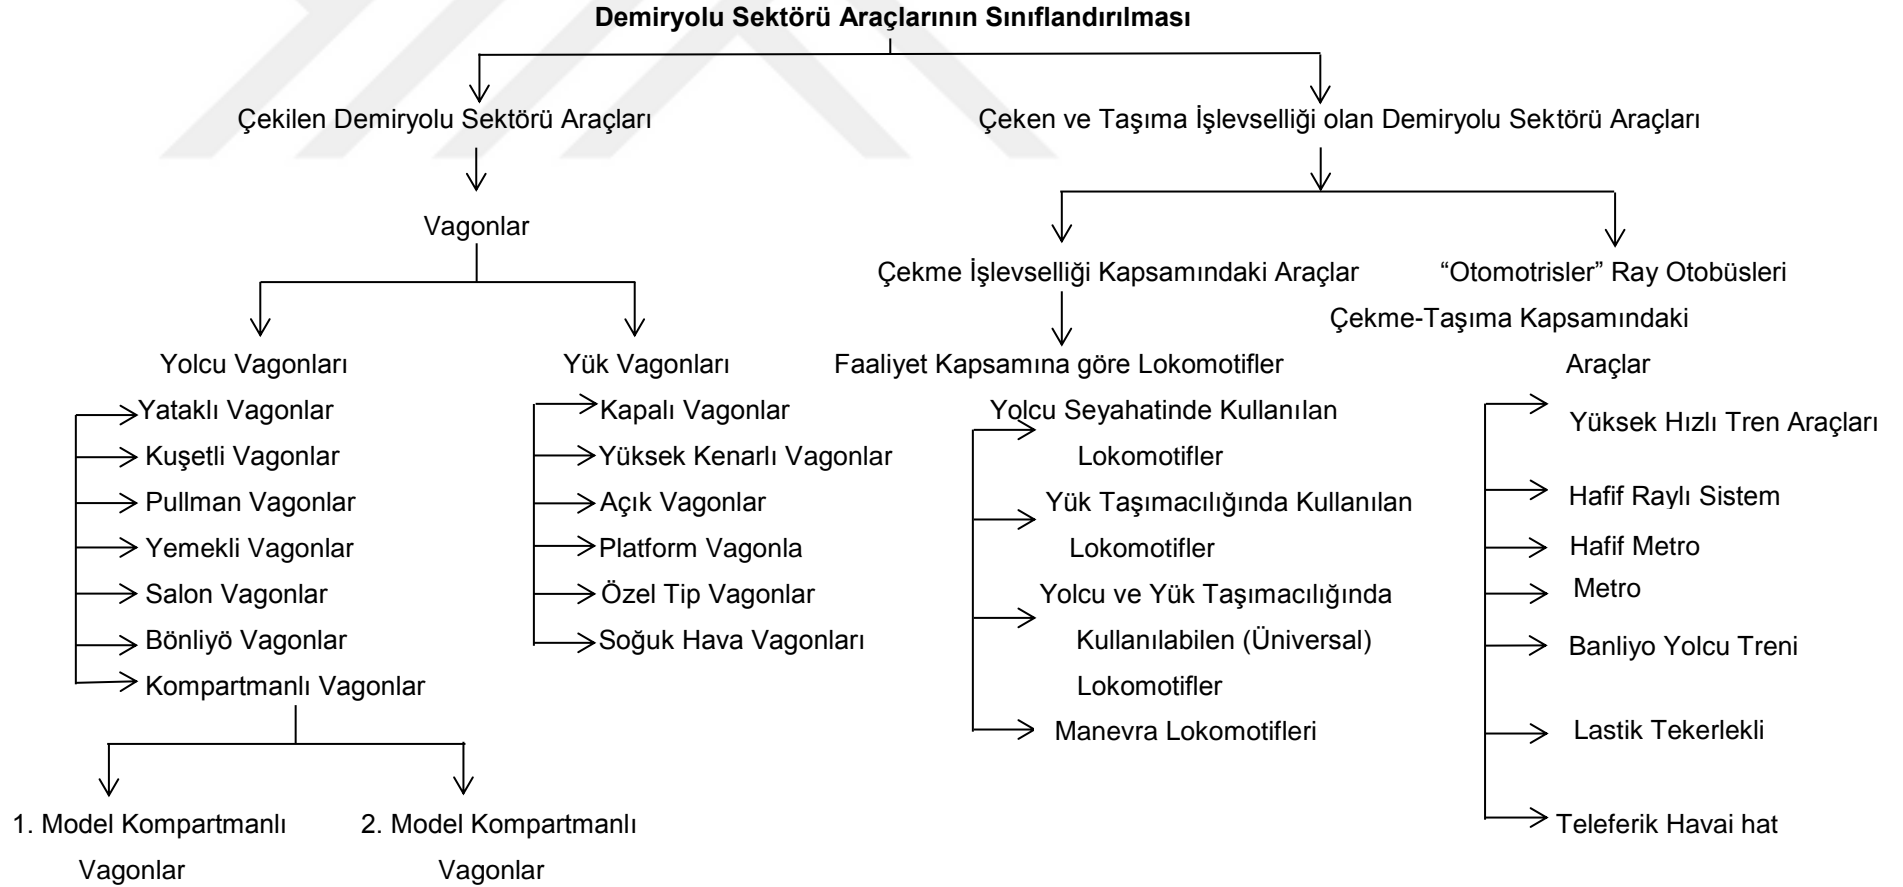 Demiryolu Sektörü Araçlarının Sınıflandırılması
Çekilen Demiryolu Sektörü Araçları
Çeken ve Taşıma İşlevselliği olan Demiryolu Sektörü Araçları
Vagonlar
Çekme İşlevselliği Kapsamındaki Araçlar
“Otomotrisler” Ray Otobüsleri
Çekme-Taşıma Kapsamındaki
Araçlar
Yolcu Vagonları
Yük Vagonları
Faaliyet Kapsamına göre Lokomotifler
Yataklı Vagonlar
Kuşetli Vagonlar
Pullman Vagonlar
Yemekli Vagonlar
Salon Vagonlar
Bönliyö Vagonlar
Kompartmanlı Vagonlar
1. Model Kompartmanlı
Vagonlar
2. Model Kompartmanlı
Vagonlar
Kapalı Vagonlar
Yüksek Kenarlı Vagonlar
Açık Vagonlar
Platform Vagonla
Özel Tip Vagonlar
Soğuk Hava Vagonları
Yolcu Seyahatinde Kullanılan
Lokomotifler
Yük Taşımacılığında Kullanılan
Lokomotifler
Yolcu ve Yük Taşımacılığında
Kullanılabilen (Üniversal)
Lokomotifler
Manevra Lokomotifleri
Yüksek Hızlı Tren Araçları
Hafif Raylı Sistem
Hafif Metro
Metro
Banliyo Yolcu Treni
Lastik Tekerlekli
Teleferik Havai hat